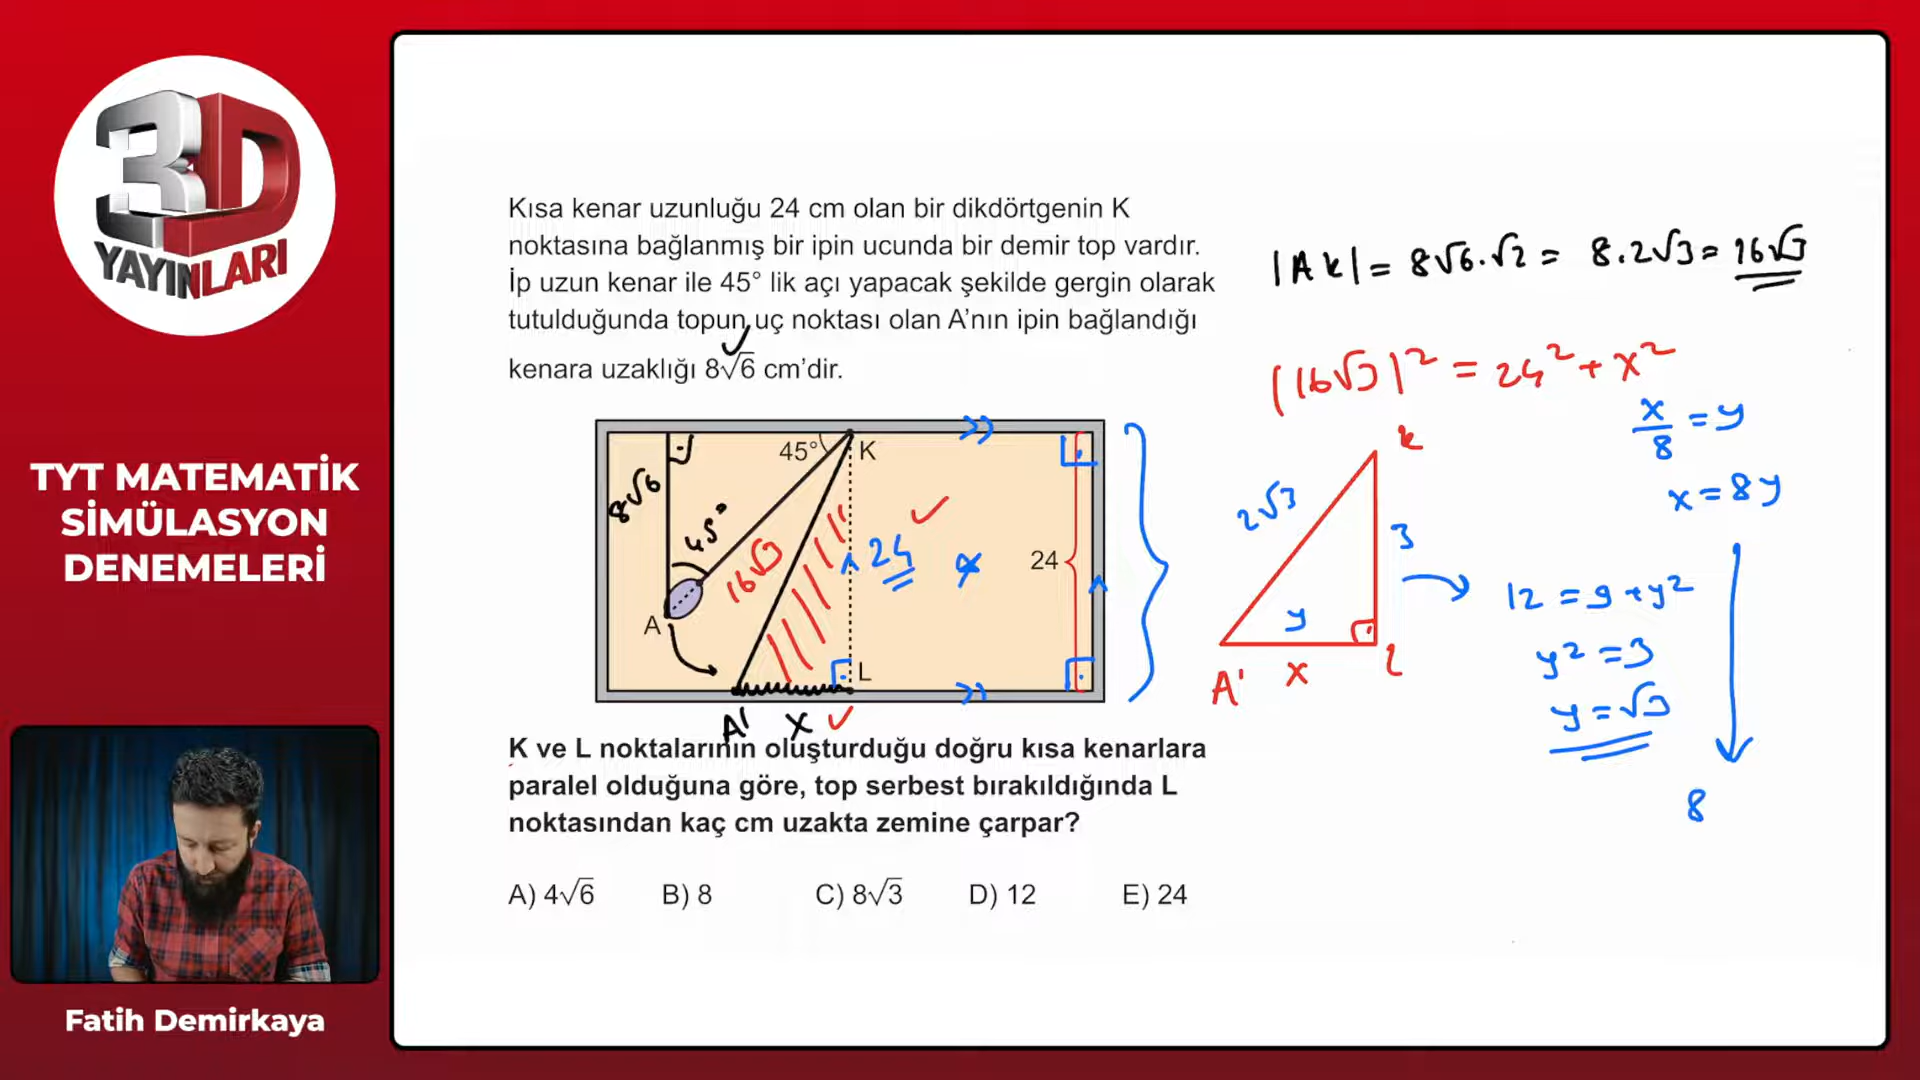 3D
YAYINLARI
TYT MATEMATİK
SİMÜLASYON
DENEMELERİ
Fatih Demirkaya
Kısa kenar uzunluğu 24 cm olan bir dikdörtgenin K
noktasına bağlanmış bir ipin ucunda bir demir top vardır.
İp uzun kenar ile 45° lik açı yapacak şekilde gergin olarak
tutulduğunda topun uç noktası olan A'nın ipin bağlandığı
kenara uzaklığı 8√6 cm'dir.
45°
K
8√6
45°
16√3
24
24
A
L
A'
x
K ve L noktalarının oluşturduğu doğru kısa kenarlara
paralel olduğuna göre, top serbest bırakıldığında L
noktasından kaç cm uzakta zemine çarpar?
A) 4√6 B) 8 C) 8√3 D) 12 E) 24
|AK| = 8√6.√2 = 8.2√3 = 16√3
(16√3)² = 24² + x²
x/8 = y
x = 8y
k
2√3
3
y
A'
x
L
12 = 9 + y²
y² = 3
y = √3
8